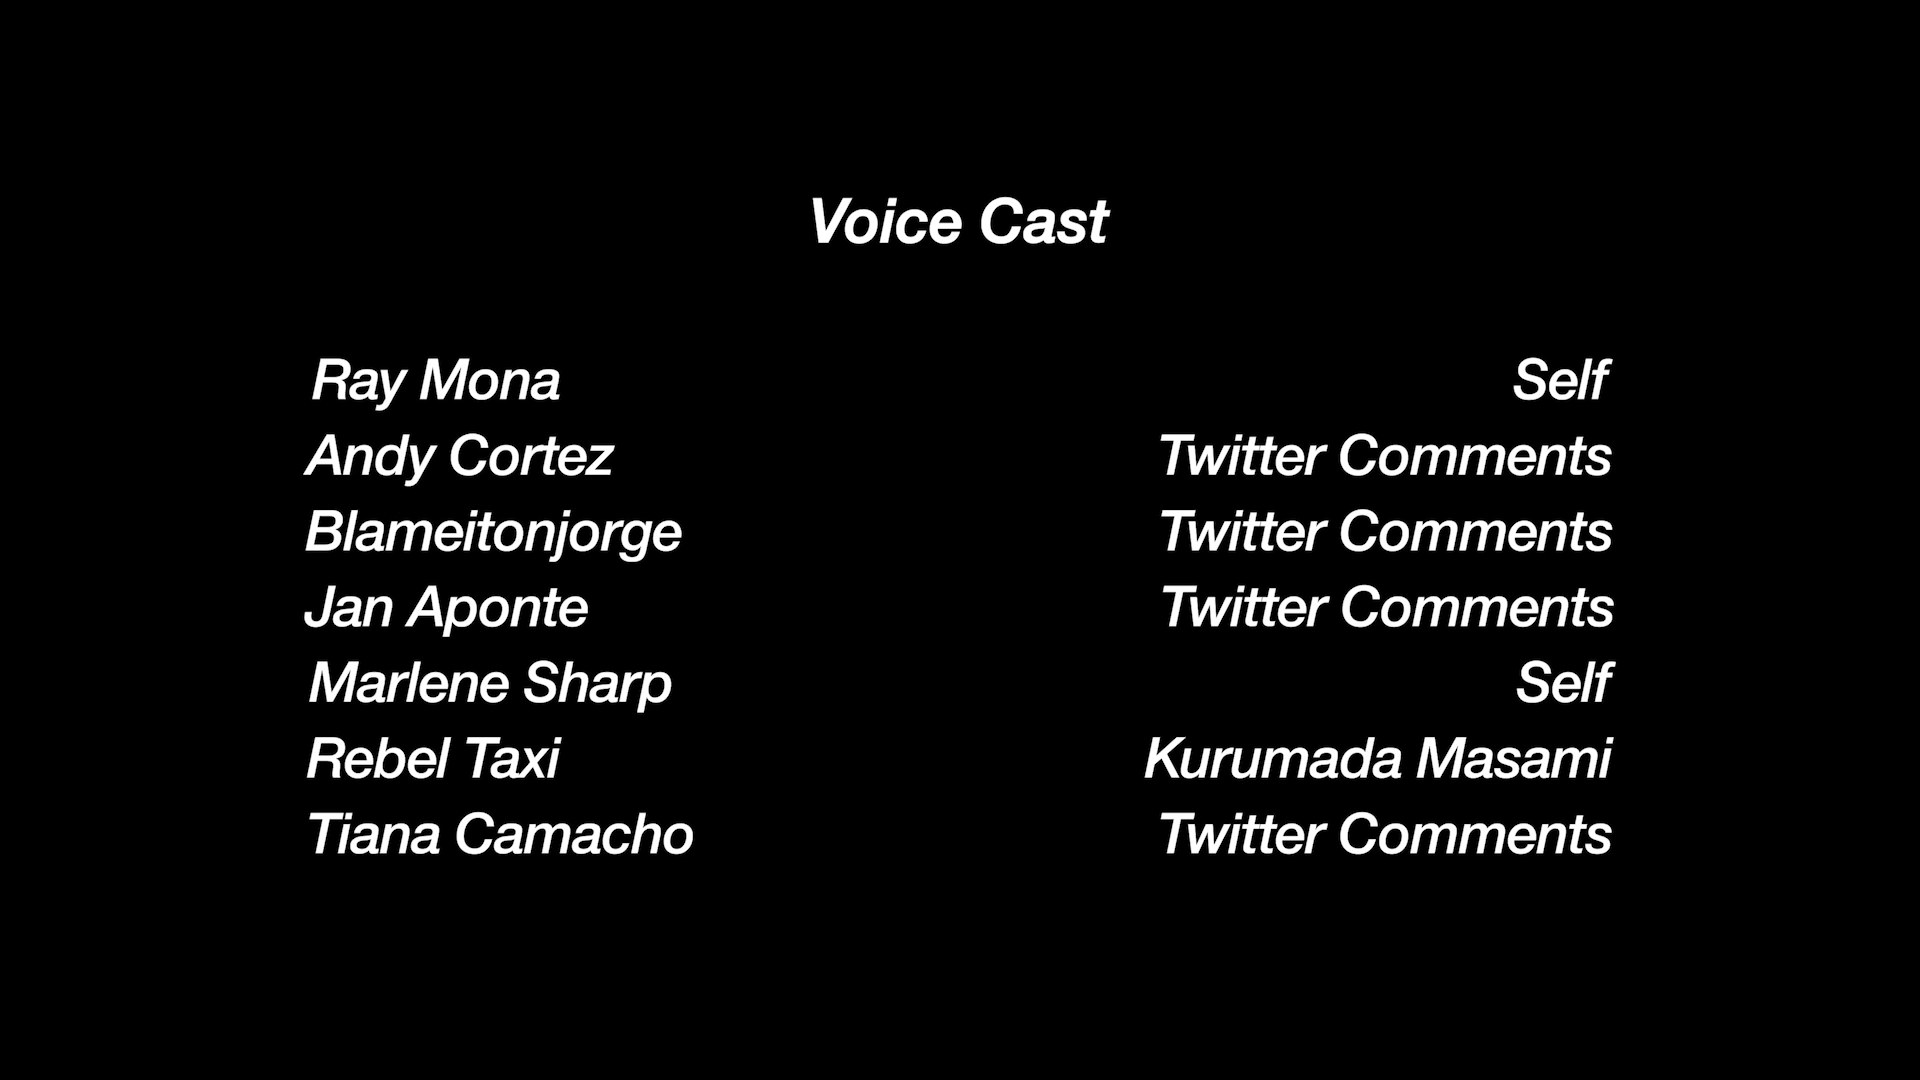 Voice Cast
Ray Mona Self
Andy Cortez Twitter Comments
Blameitonjorge Twitter Comments
Jan Aponte Twitter Comments
Marlene Sharp Self
Rebel Taxi Kurumada Masami
Tiana Camacho Twitter Comments